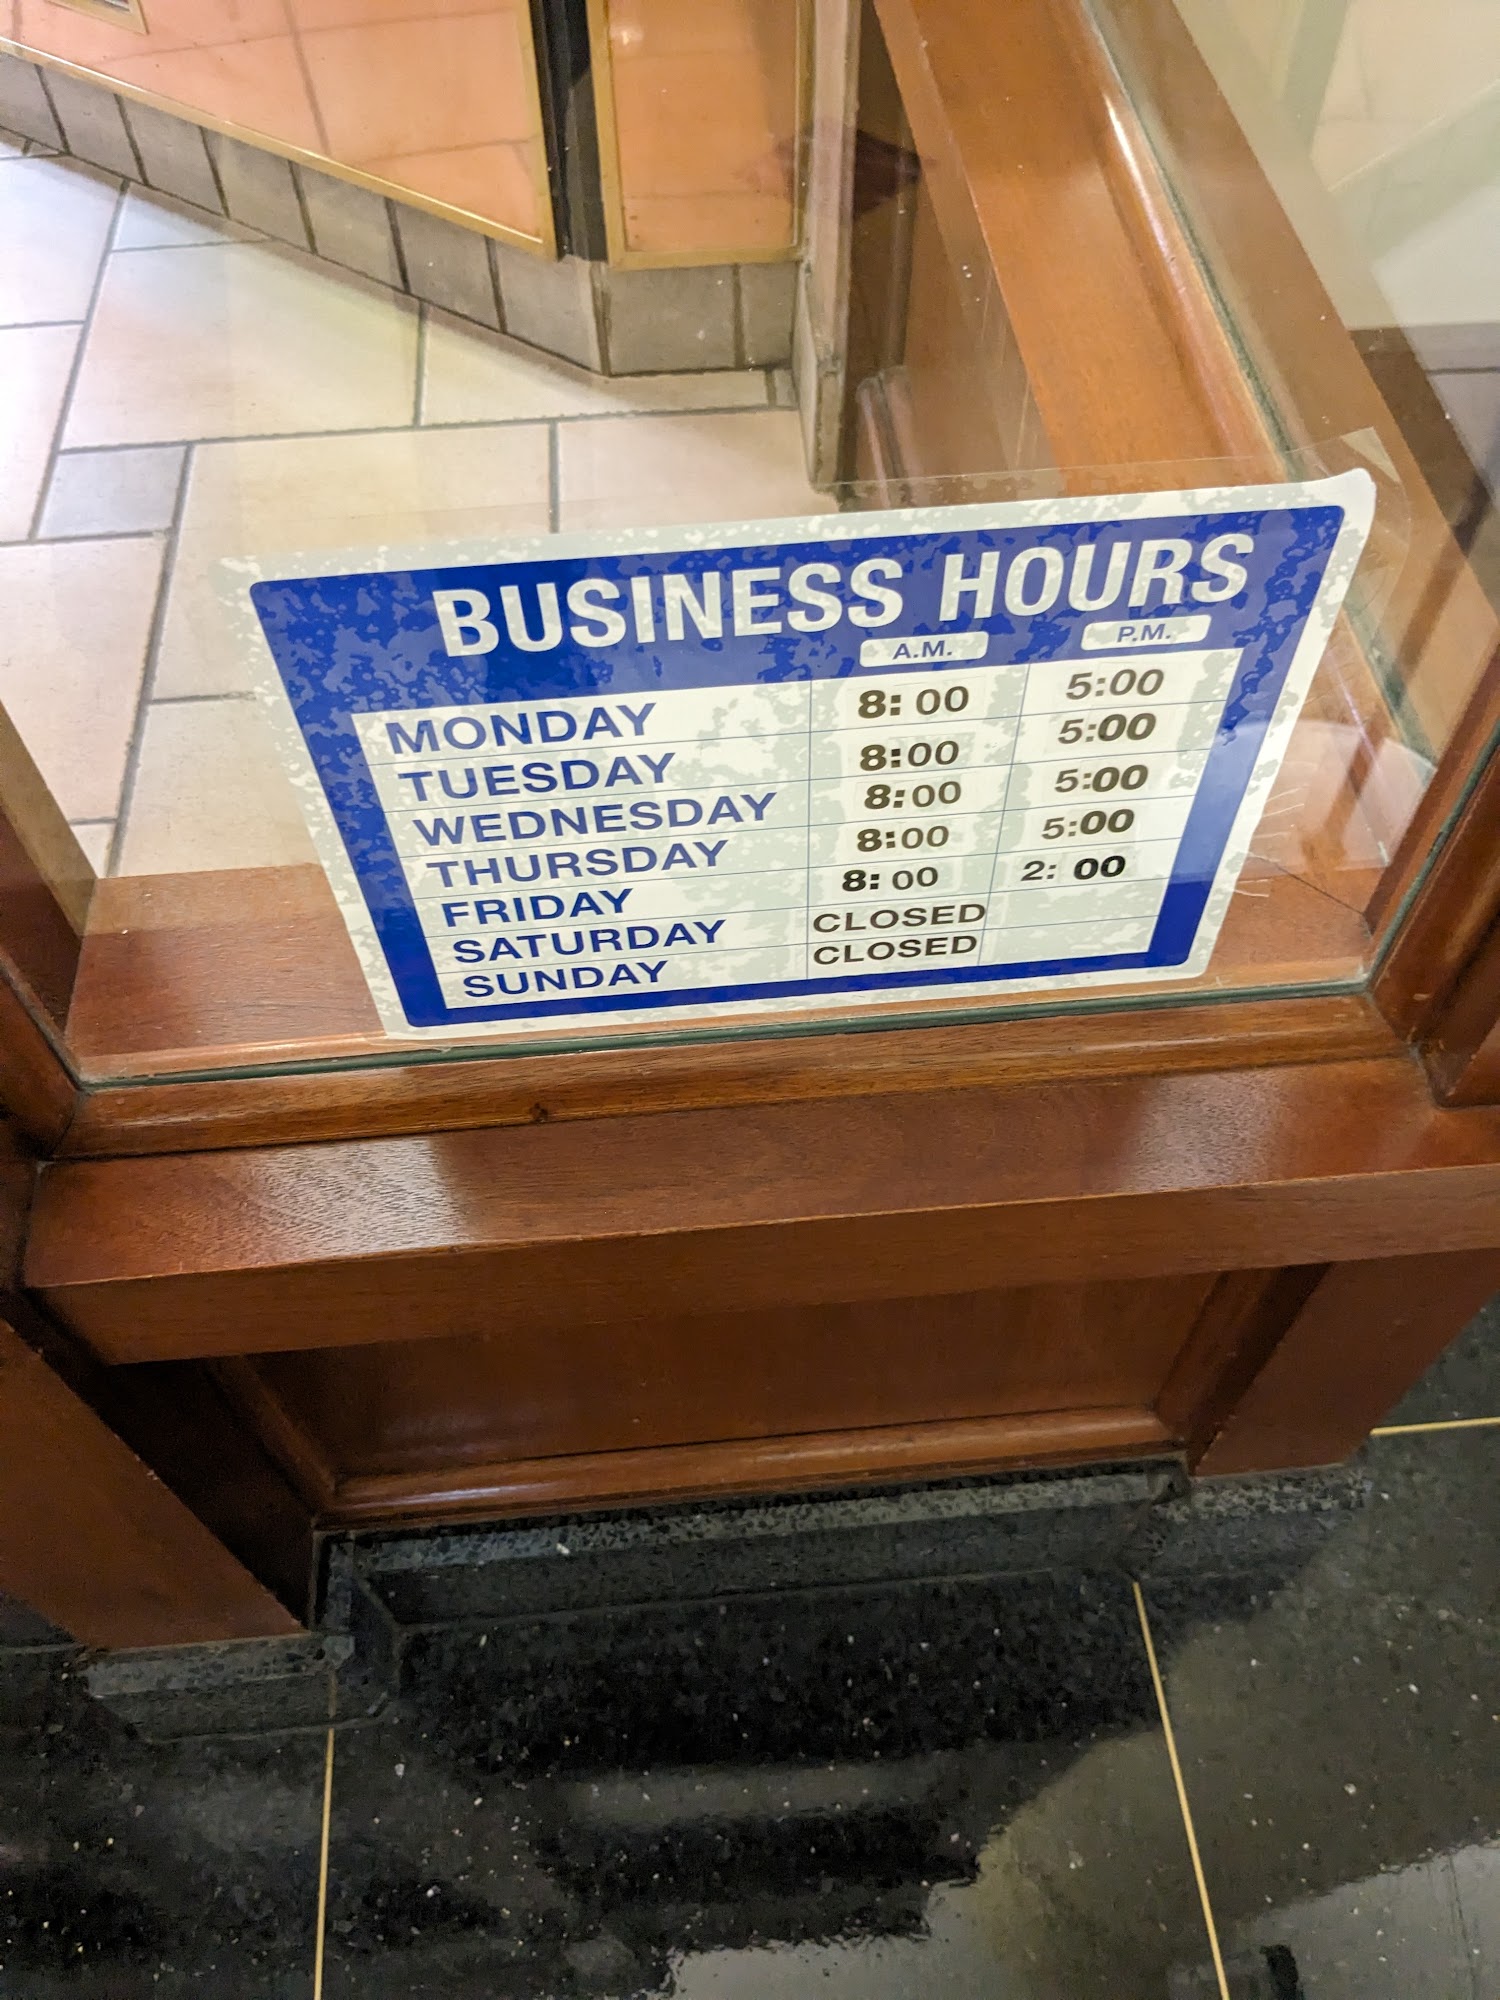 BUSINESS HOURS
A.M. P.M.
MONDAY 8: 00 5:00
TUESDAY 8:00 5:00
WEDNESDAY 8:00 5:00
THURSDAY 8:00 5:00
FRIDAY 8: 00 2: 00
SATURDAY CLOSED
SUNDAY CLOSED